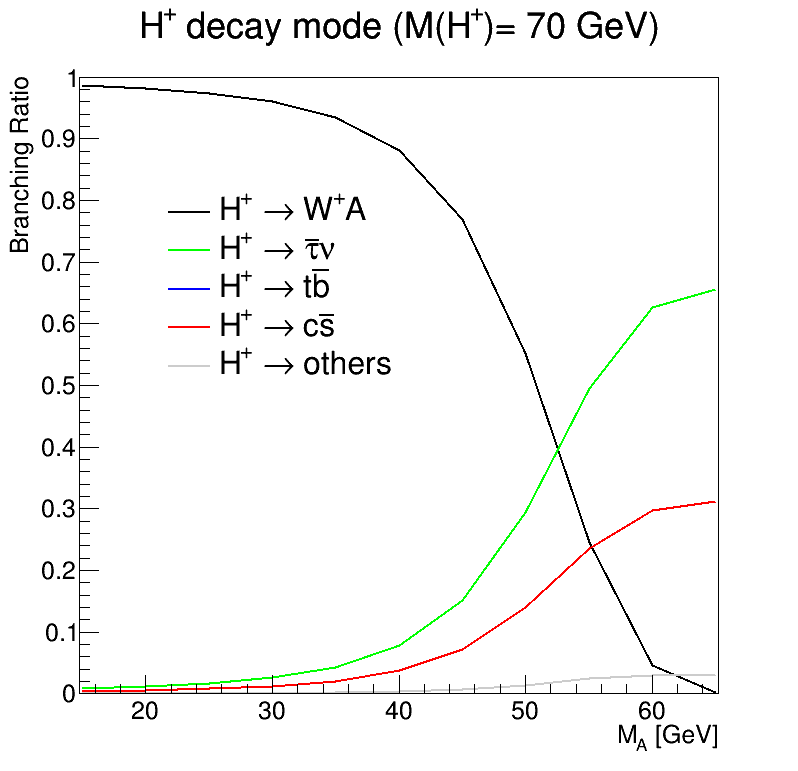 H⁺ decay mode (M(H⁺)= 70 GeV)
Branching Ratio
1
0.9
0.8
0.7
0.6
0.5
0.4
0.3
0.2
0.1
0
H⁺ → W⁺A
H⁺ → τ̅ν
H⁺ → tb̅
H⁺ → cs̅
H⁺ → others
20 30 40 50 60
M_A [GeV]